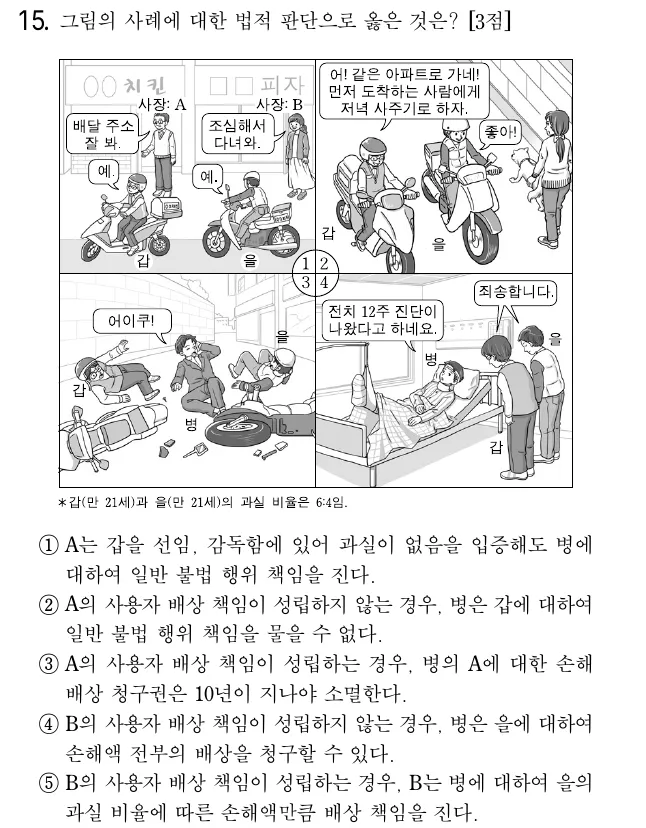 15. 그림의 사례에 대한 법적 판단으로 옳은 것은? [3점]
○○치킨
사장: A
배달 주소
잘 봐.
예.
갑
□□피자
사장: B
조심해서
다녀와.
예.
을
어! 같은 아파트로 가네!
먼저 도착하는 사람에게
저녁 사주기로 하자.
좋아!
갑
을
1 2
3 4
어이쿠!
갑
을
병
전치 12주 진단이
나왔다고 하네요.
죄송합니다.
병
을
갑
*갑(만 21세)과 을(만 21세)의 과실 비율은 6:4임.
① A는 갑을 선임, 감독함에 있어 과실이 없음을 입증해도 병에
대하여 일반 불법 행위 책임을 진다.
② A의 사용자 배상 책임이 성립하지 않는 경우, 병은 갑에 대하여
일반 불법 행위 책임을 물을 수 없다.
③ A의 사용자 배상 책임이 성립하는 경우, 병의 A에 대한 손해
배상 청구권은 10년이 지나야 소멸한다.
④ B의 사용자 배상 책임이 성립하지 않는 경우, 병은 을에 대하여
손해액 전부의 배상을 청구할 수 있다.
⑤ B의 사용자 배상 책임이 성립하는 경우, B는 병에 대하여 을의
과실 비율에 따른 손해액만큼 배상 책임을 진다.